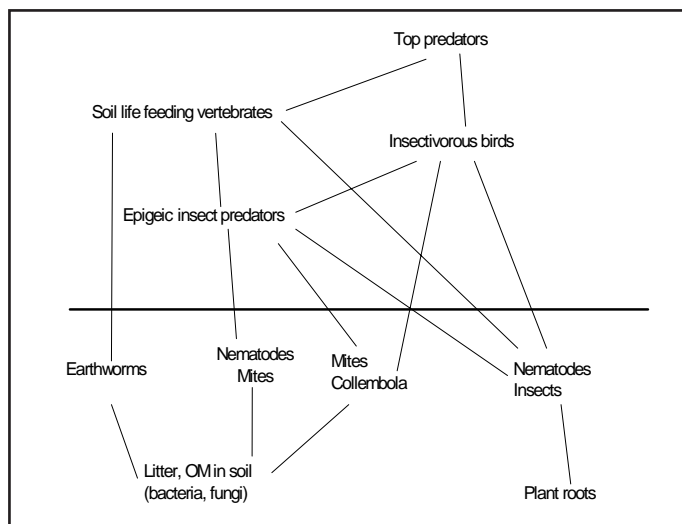 Top predators
Soil life feeding vertebrates
Insectivorous birds
Epigeic insect predators
Earthworms
Nematodes
Mites
Mites
Collembola
Nematodes
Insects
Litter, OM in soil
(bacteria, fungi)
Plant roots